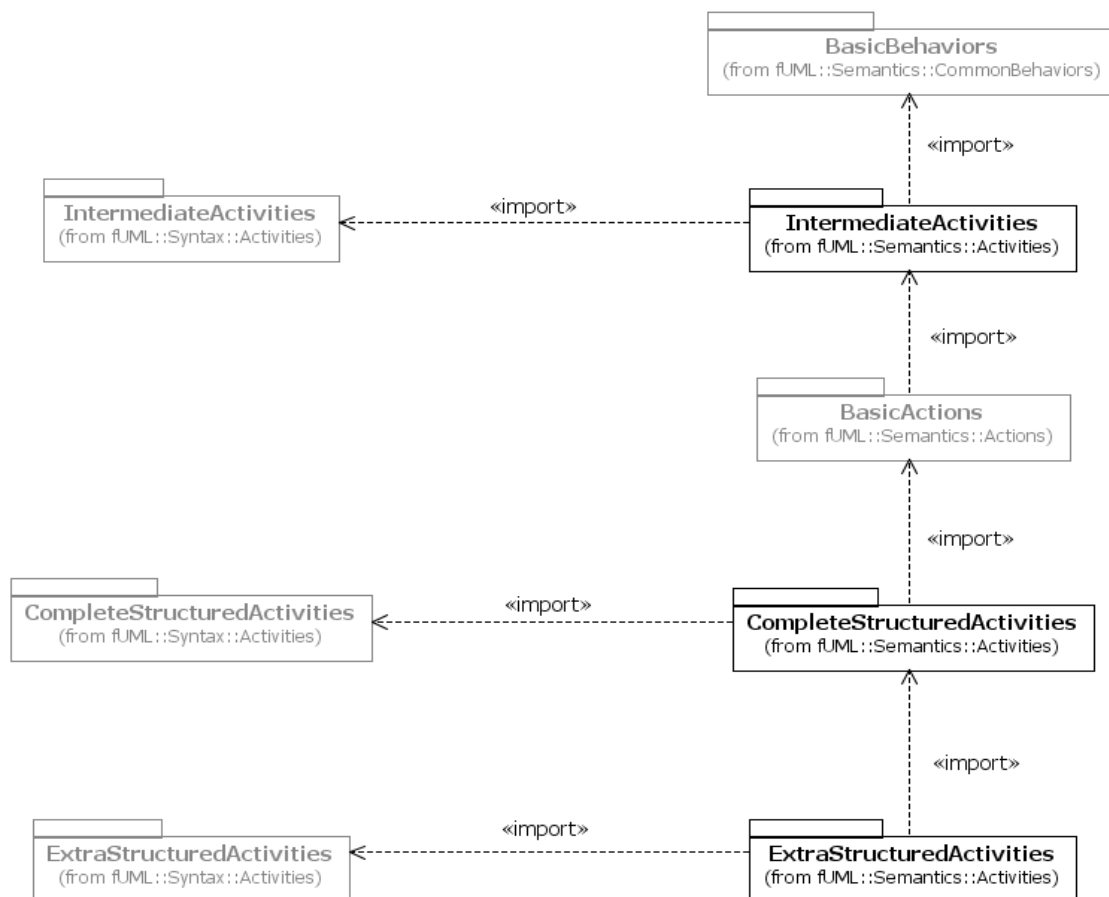 BasicBehaviors
(from fUML::Semantics::CommonBehaviors)
«import»
IntermediateActivities
(from fUML::Syntax::Activities)
«import»
IntermediateActivities
(from fUML::Semantics::Activities)
«import»
BasicActions
(from fUML::Semantics::Actions)
«import»
CompleteStructuredActivities
(from fUML::Syntax::Activities)
«import»
CompleteStructuredActivities
(from fUML::Semantics::Activities)
«import»
ExtraStructuredActivities
(from fUML::Syntax::Activities)
«import»
ExtraStructuredActivities
(from fUML::Semantics::Activities)